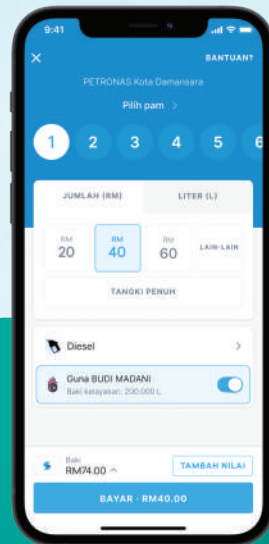 9:41
BANTUAN?
PETRONAS Kota Damansara
Pilih pam >
1 2 3 4 5 6
JUMLAH (RM) LITER (L)
RM 20
RM 40
RM 60
LAIN-LAIN
TANGKI PENUH
Diesel >
Guna BUDI MADANI
Baki kelayakan: 200.000 L
Baki
RM74.00
TAMBAH NILAI
BAYAR · RM40.00